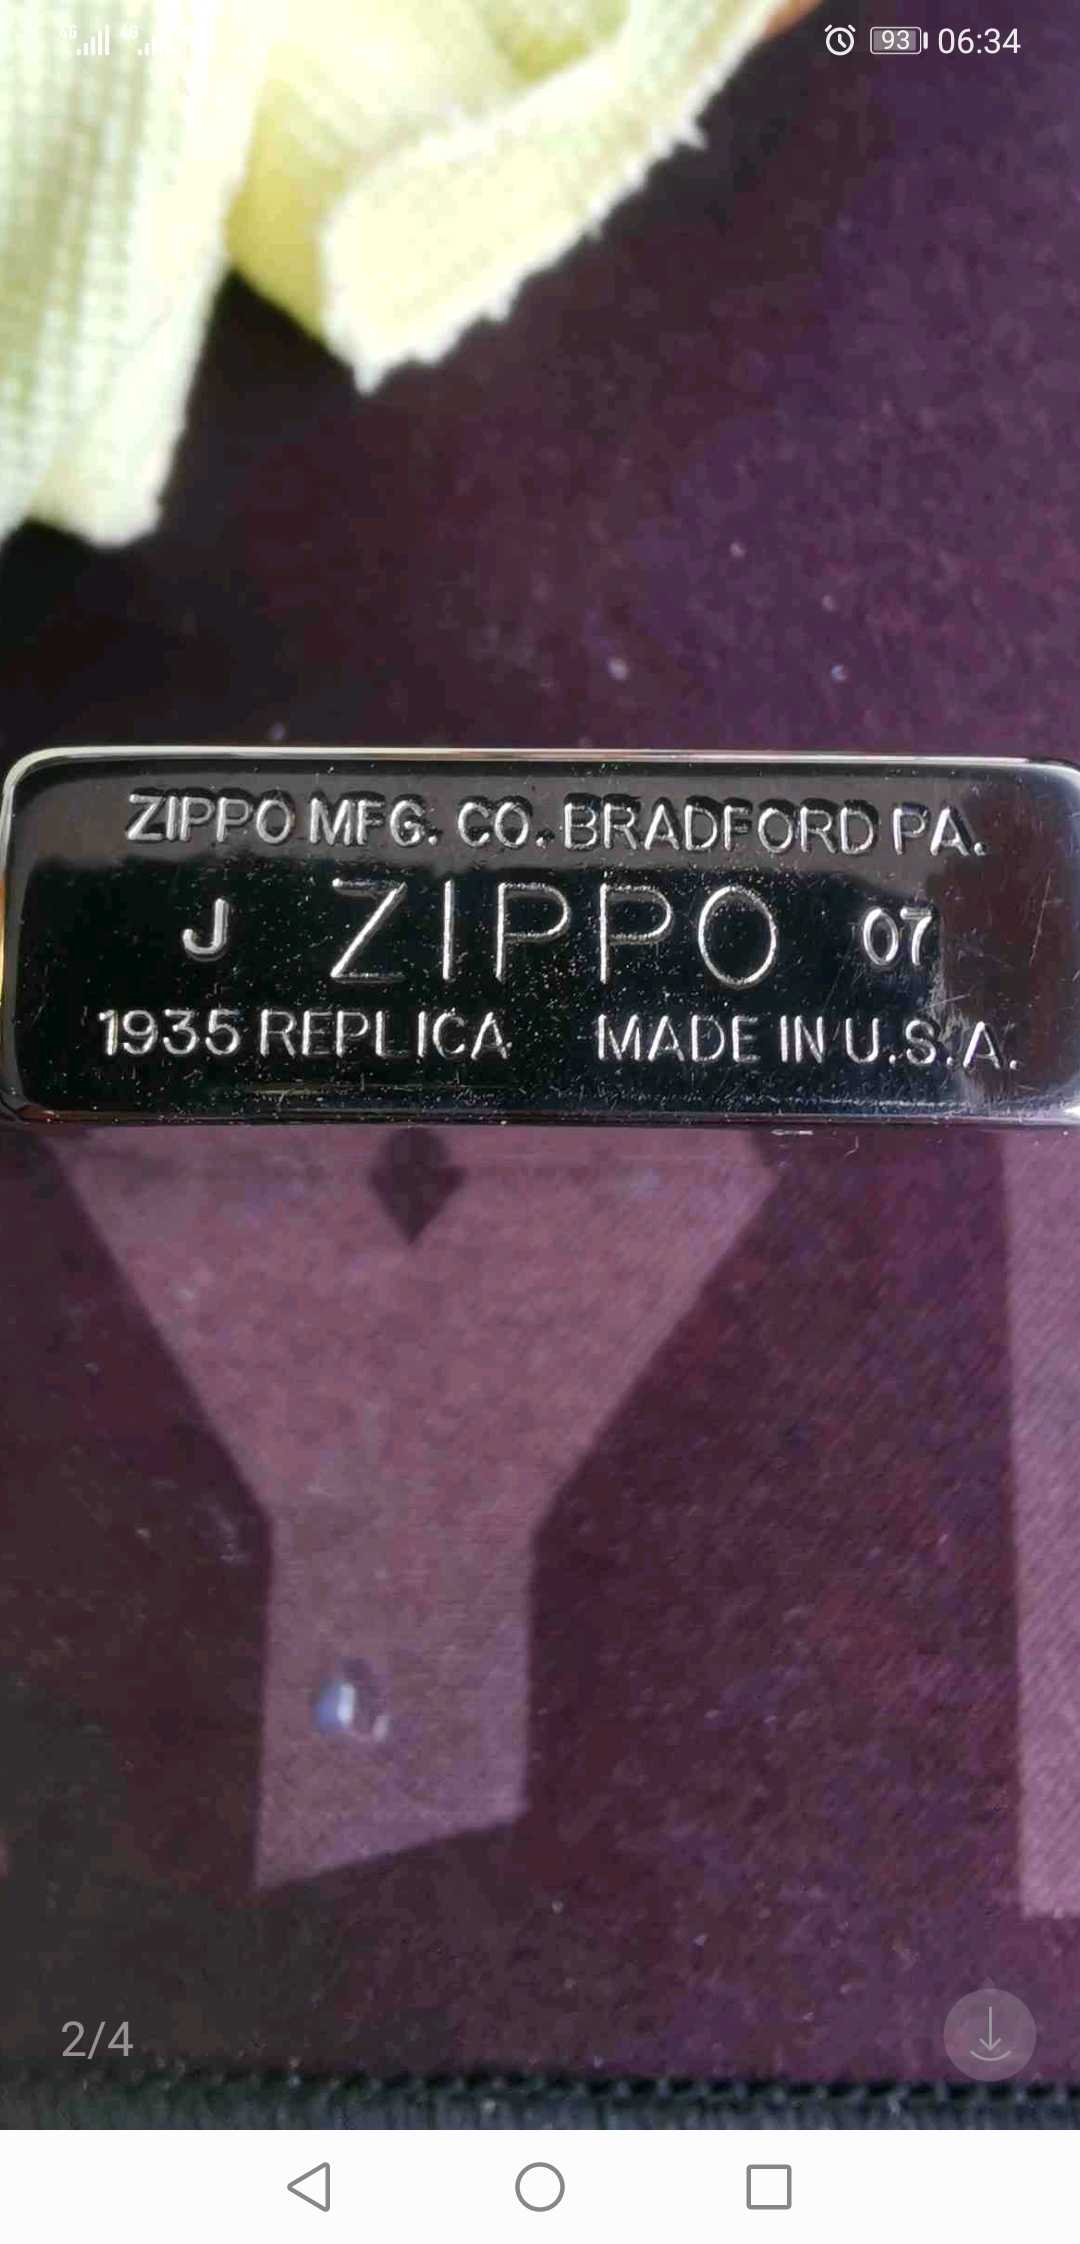 93 06:34
ZIPPO MFG. CO. BRADFORD PA.
J ZIPPO 07
1935 REPLICA MADE IN U.S.A.
2/4